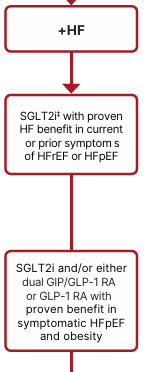 +HF
SGLT2i‡ with proven
HF benefit in current
or prior symptoms
of HFrEF or HFpEF
SGLT2i and/or either
dual GIP/GLP-1 RA
or GLP-1 RA with
proven benefit in
symptomatic HFpEF
and obesity